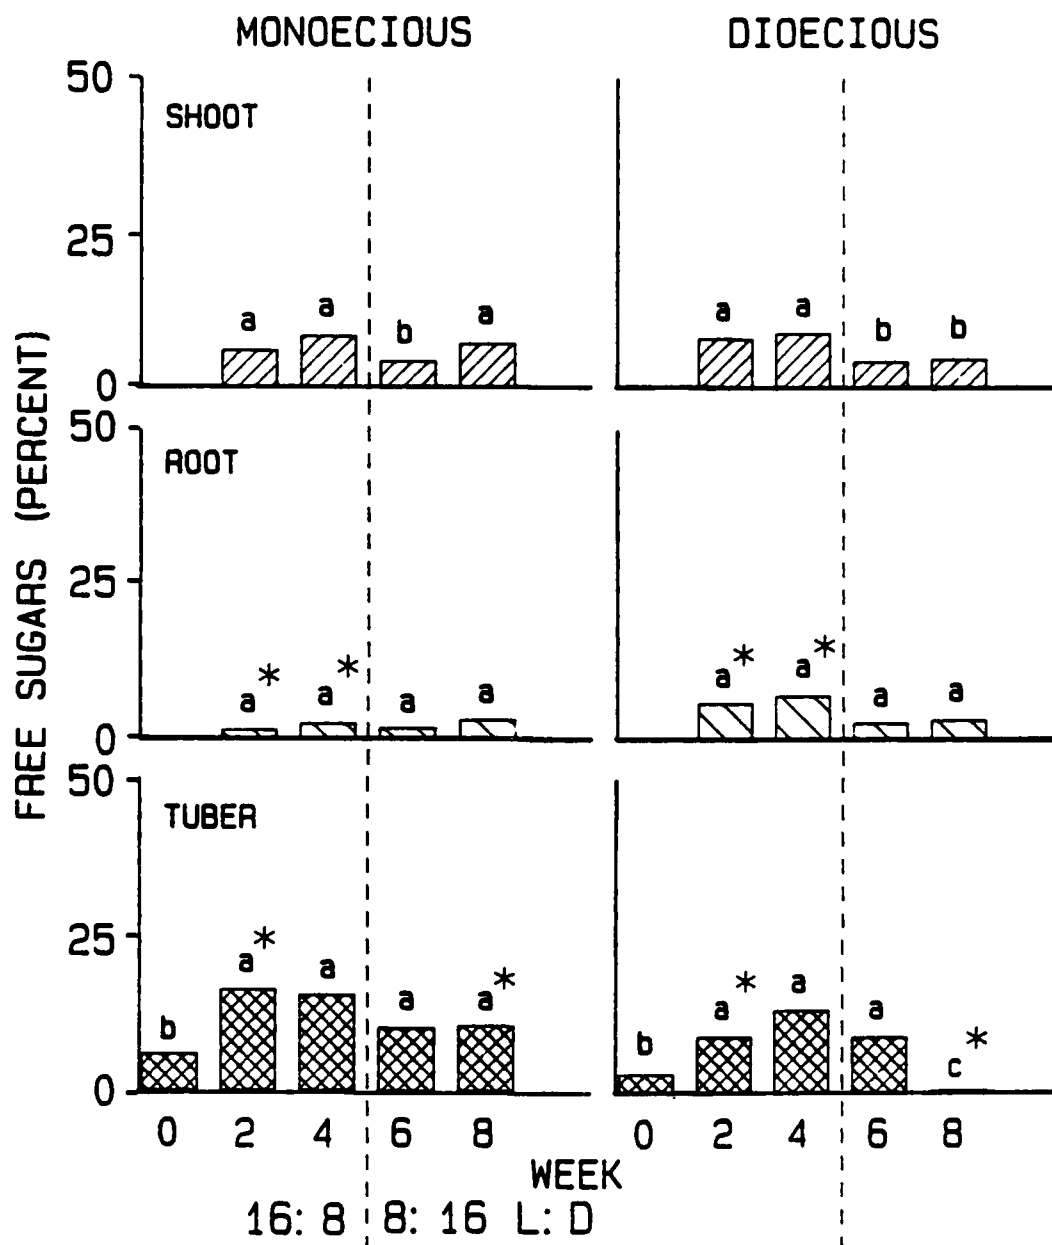 MONOECIOUS DIOECIOUS
FREE SUGARS (PERCENT)
50
SHOOT
25
a a b a a a b b
0
50
ROOT
25
a* a* a a a* a* a a
0
50
TUBER
25
b a* a a a* b a* a a c*
0
0 2 4 6 8 0 2 4 6 8
WEEK
16:8 8:16 L:D